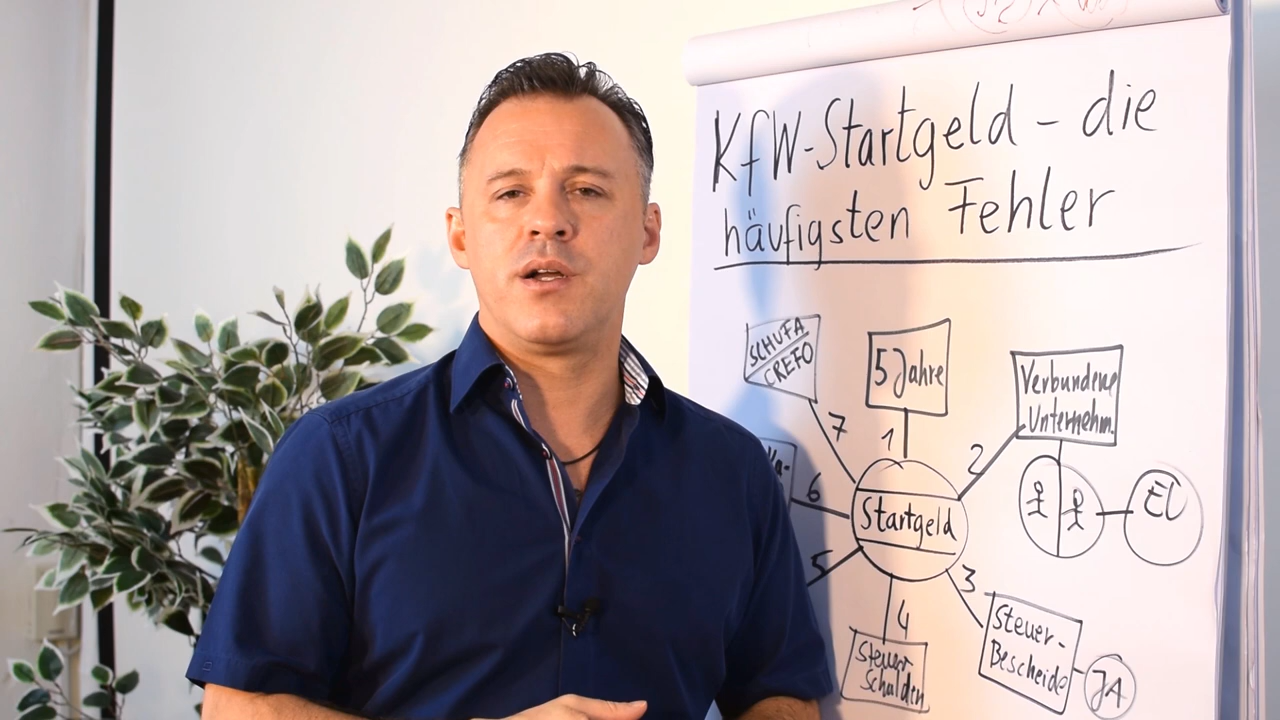 KfW-Startgeld - die
häufigsten Fehler
SCHUFA
CREFO
5 Jahre
Verbundene
Unternehm.
7
1
2
6
Startgeld
EU
5
3
4
Steuer-
Bescheide
JA
Steuer
Schulden